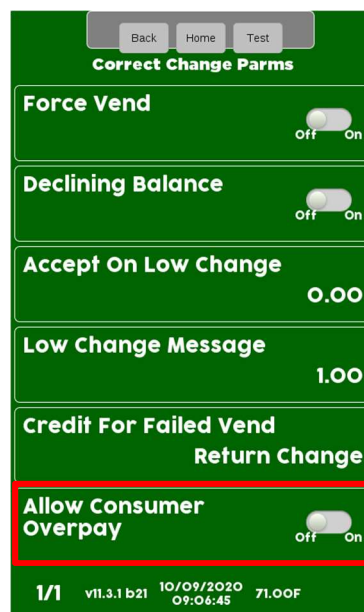 Back Home Test
Correct Change Parms
Force Vend
Off On
Declining Balance
Off On
Accept On Low Change
0.00
Low Change Message
1.00
Credit For Failed Vend
Return Change
Allow Consumer
Overpay
Off On
1/1 v11.3.1 b21 10/09/2020 09:06:45 71.00F